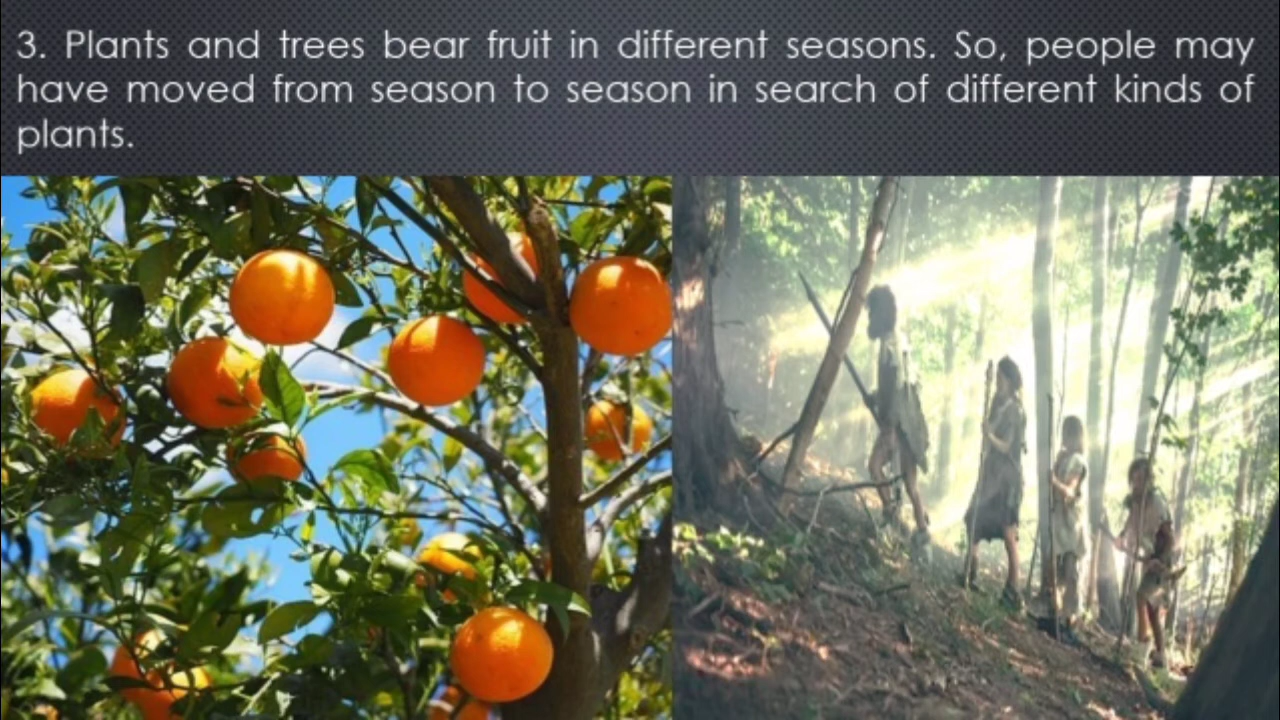 3. Plants and trees bear fruit in different seasons. So, people may
have moved from season to season in search of different kinds of
plants.